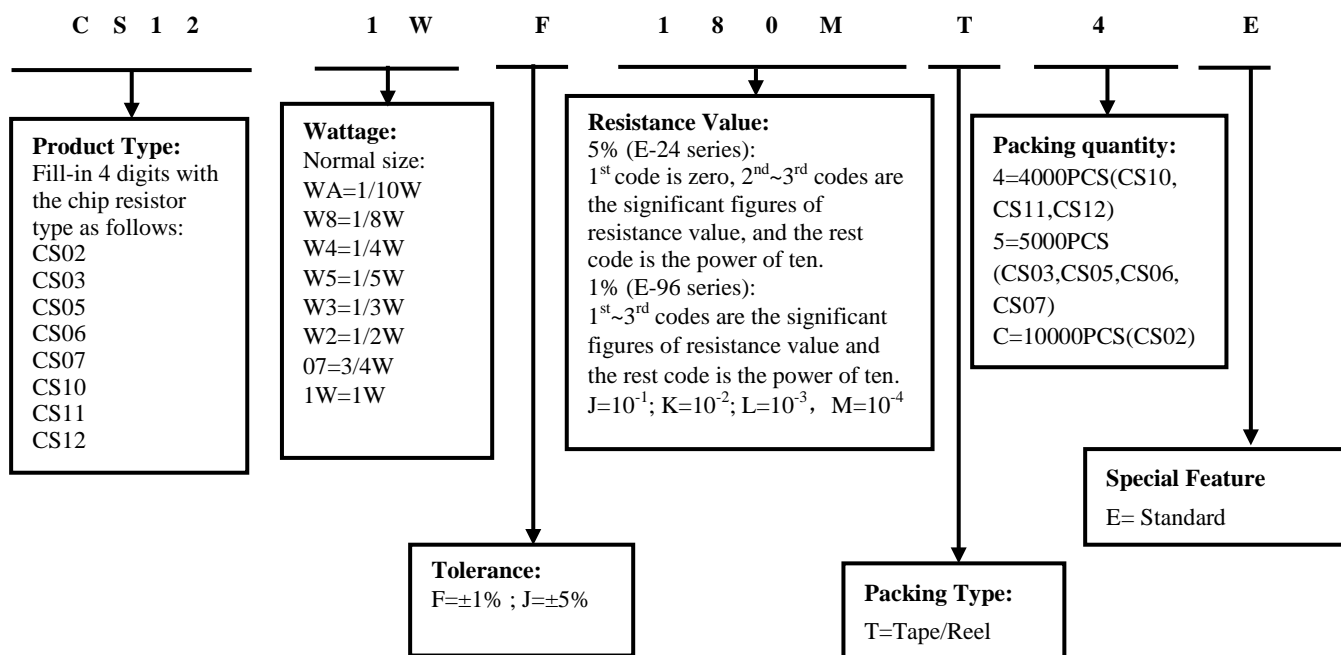 C S 1 2 1 W F 1 8 0 M T 4 E
Product Type:
Fill-in 4 digits with
the chip resistor
type as follows:
CS02
CS03
CS05
CS06
CS07
CS10
CS11
CS12
Wattage:
Normal size:
WA=1/10W
W8=1/8W
W4=1/4W
W5=1/5W
W3=1/3W
W2=1/2W
07=3/4W
1W=1W
Tolerance:
F=±1% ; J=±5%
Resistance Value:
5% (E-24 series):
1st code is zero, 2nd~3rd codes are
the significant figures of
resistance value, and the rest
code is the power of ten.
1% (E-96 series):
1st~3rd codes are the significant
figures of resistance value and
the rest code is the power of ten.
J=10-1; K=10-2; L=10-3, M=10-4
Packing Type:
T=Tape/Reel
Packing quantity:
4=4000PCS(CS10,
CS11,CS12)
5=5000PCS
(CS03,CS05,CS06,
CS07)
C=10000PCS(CS02)
Special Feature
E= Standard